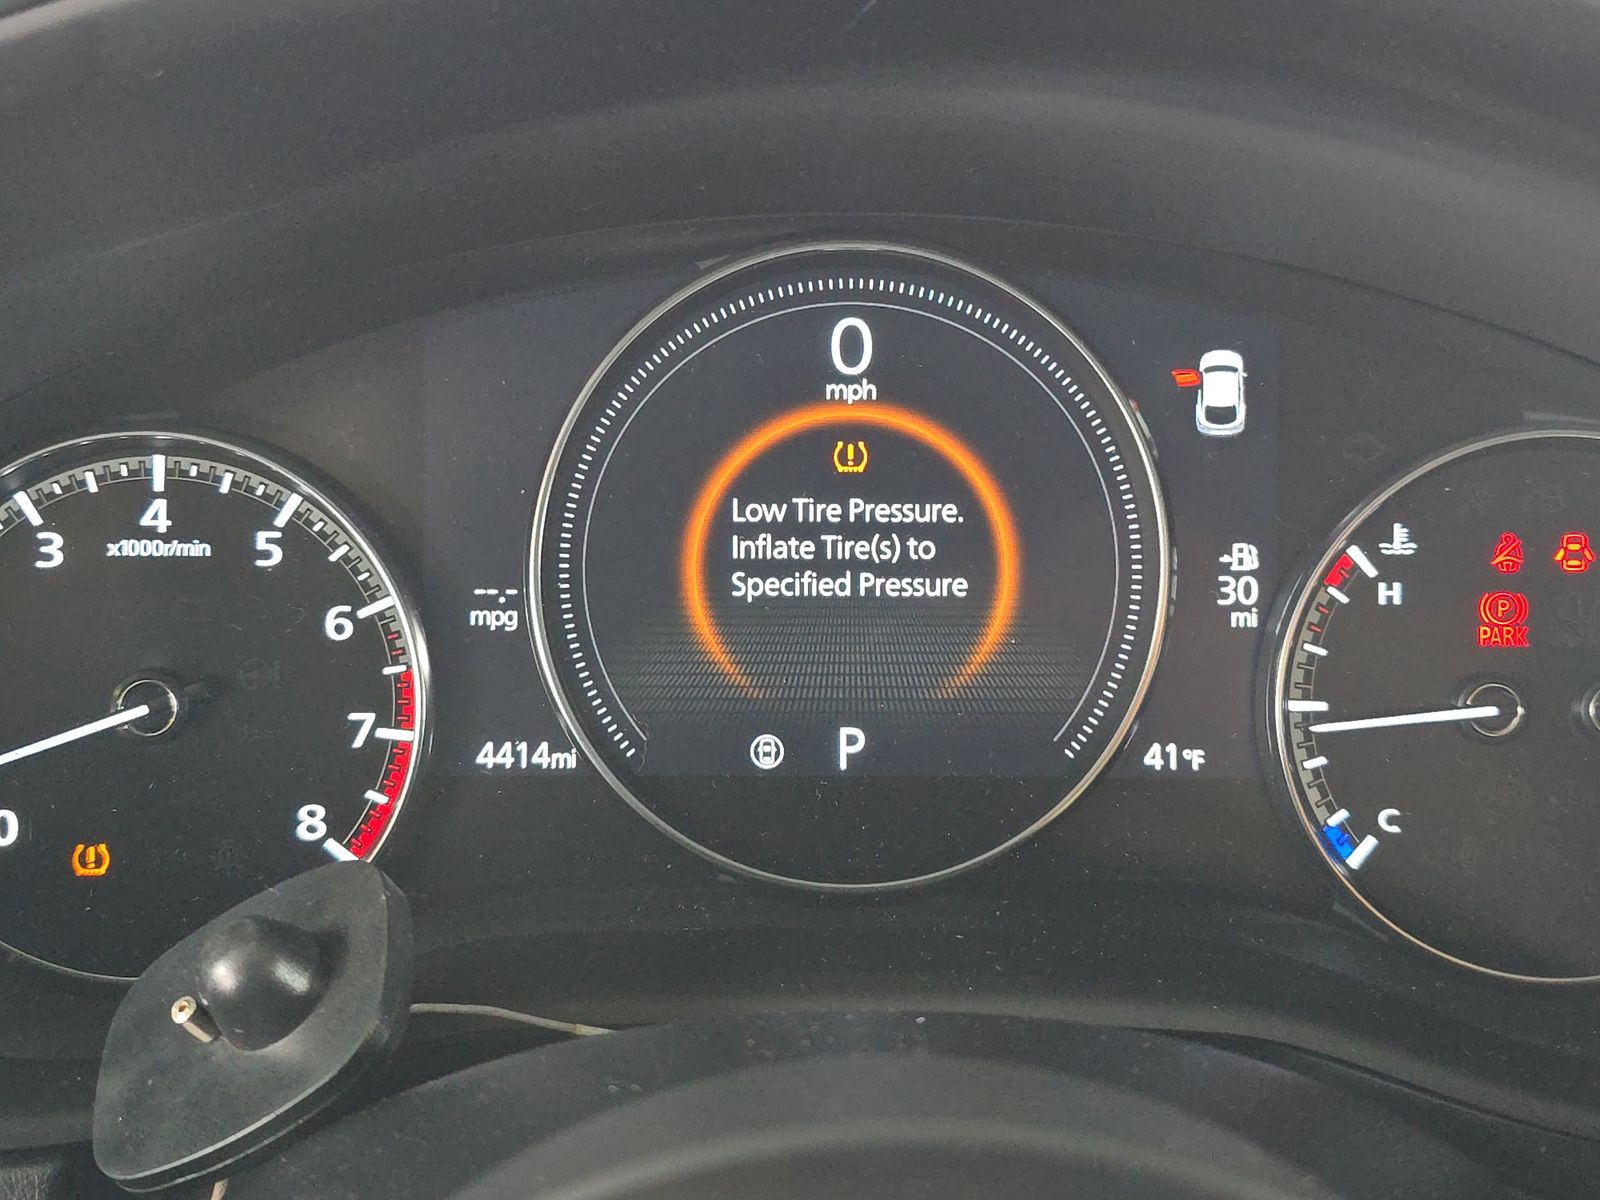 0
mph
Low Tire Pressure.
Inflate Tire(s) to
Specified Pressure
P
--.-
mpg
4414mi
30
mi
41°F
3
4
5
6
7
8
0
x1000r/min
H
C
P
PARK